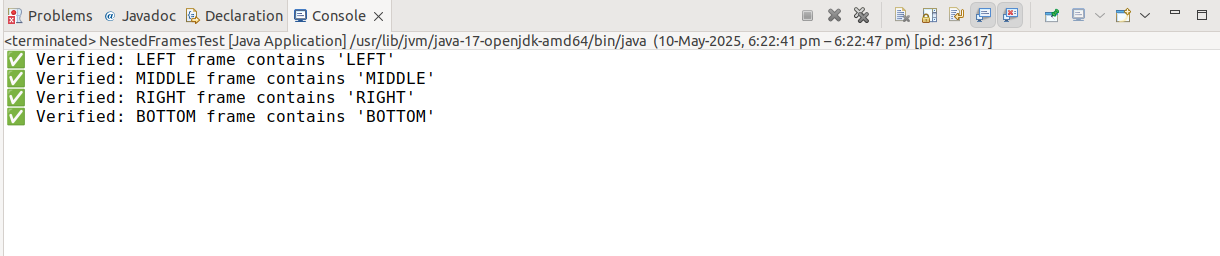 Problems @ Javadoc Declaration Console
<terminated> NestedFramesTest [Java Application] /usr/lib/jvm/java-17-openjdk-amd64/bin/java (10-May-2025, 6:22:41 pm – 6:22:47 pm) [pid: 23617]
✅ Verified: LEFT frame contains 'LEFT'
✅ Verified: MIDDLE frame contains 'MIDDLE'
✅ Verified: RIGHT frame contains 'RIGHT'
✅ Verified: BOTTOM frame contains 'BOTTOM'